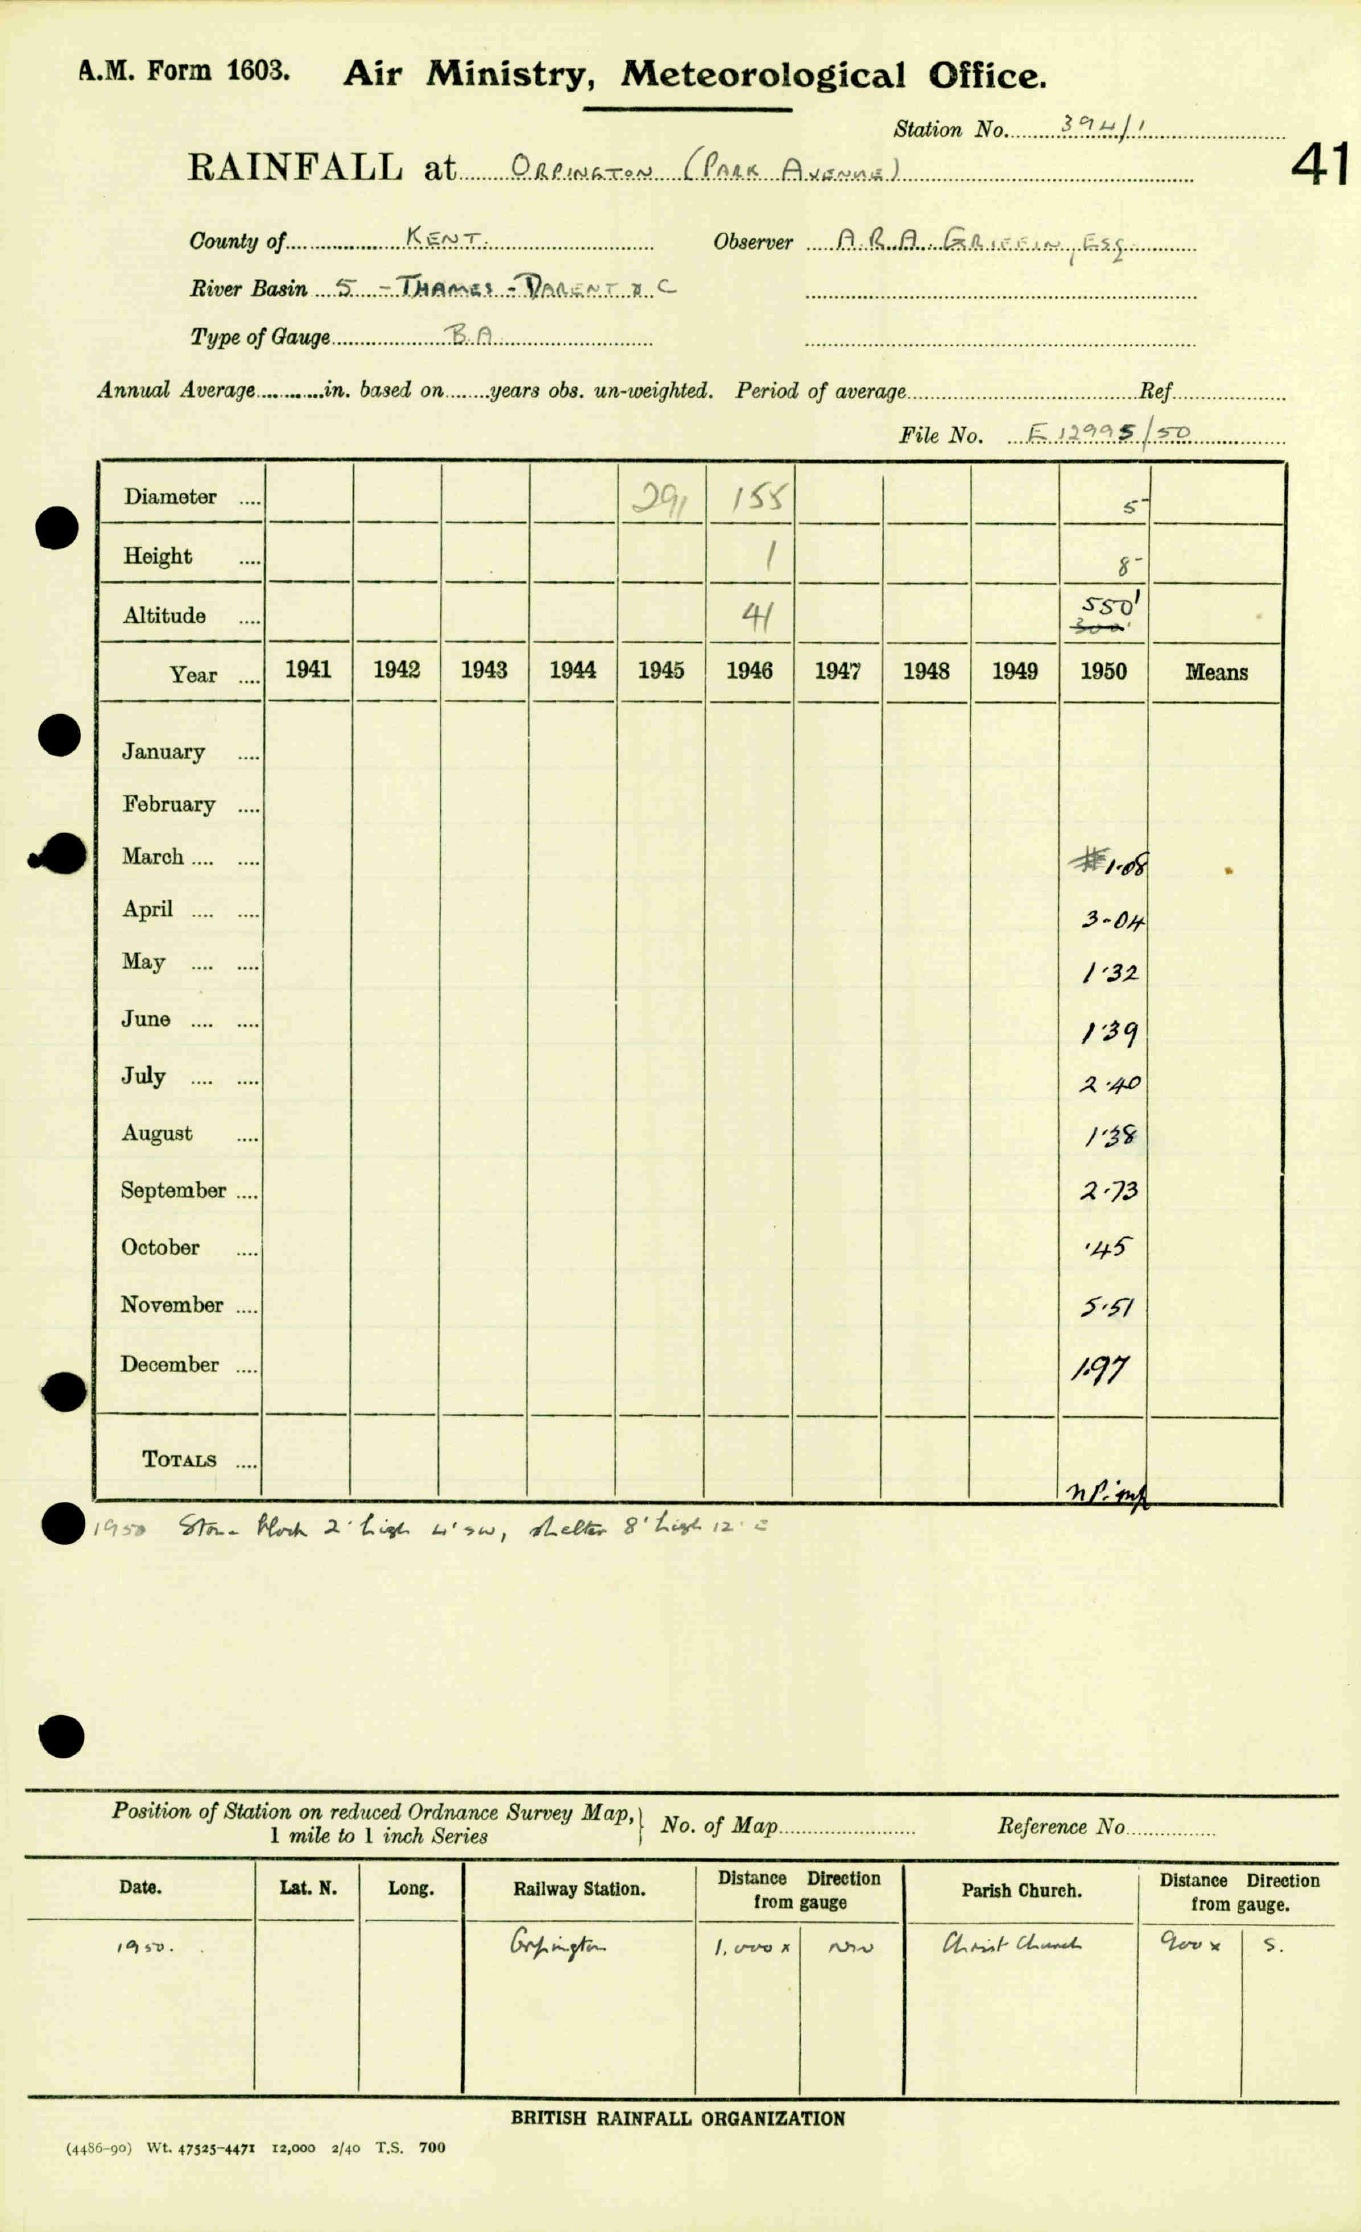 A.M. Form 1603. Air Ministry, Meteorological Office.
Station No. 394/1
41
RAINFALL at ORPINGTON (PARK AVENUE)
County of KENT. Observer A.R.A. GRIFFIN, ESQ.
River Basin 5 - THAMES - DARENT & C
Type of Gauge B.A.
Annual Average in. based on years obs. un-weighted. Period of average Ref
File No. E 12995/50
Diameter .... 291 155 5
Height .... 1 8
Altitude .... 41 550'
300'
Year .... 1941 1942 1943 1944 1945 1946 1947 1948 1949 1950 Means
January ....
February ....
March .... .... 1.08
April .... .... 3.04
May .... .... 1.32
June .... .... 1.39
July .... .... 2.40
August .... 1.38
September .... 2.73
October .... .45
November .... 5.51
December .... 1.97
TOTALS ....
1950 Stone block 2' high 4' SW, shelter 8' high 12' E
Position of Station on reduced Ordnance Survey Map, } No. of Map Reference No
1 mile to 1 inch Series
Date. Lat. N. Long. Railway Station. Distance Direction from gauge Parish Church. Distance Direction from gauge.
1950. Orpington 1,000 x NW Christ Church 900 x S.
BRITISH RAINFALL ORGANIZATION
(4486-90) Wt. 47525-4471 12,000 2/40 T.S. 700